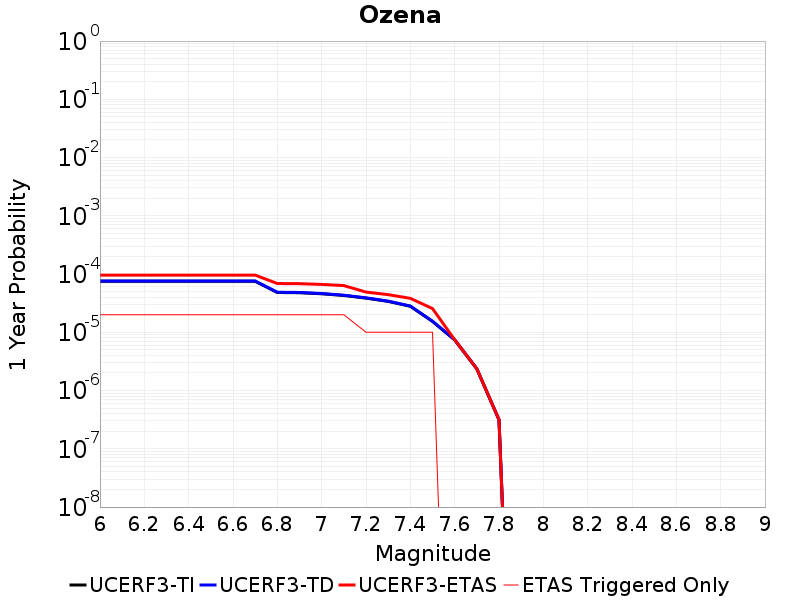 Ozena
1 Year Probability
10^0
10^-1
10^-2
10^-3
10^-4
10^-5
10^-6
10^-7
10^-8
6 6.2 6.4 6.6 6.8 7 7.2 7.4 7.6 7.8 8 8.2 8.4 8.6 8.8 9
Magnitude
UCERF3-TI UCERF3-TD UCERF3-ETAS ETAS Triggered Only